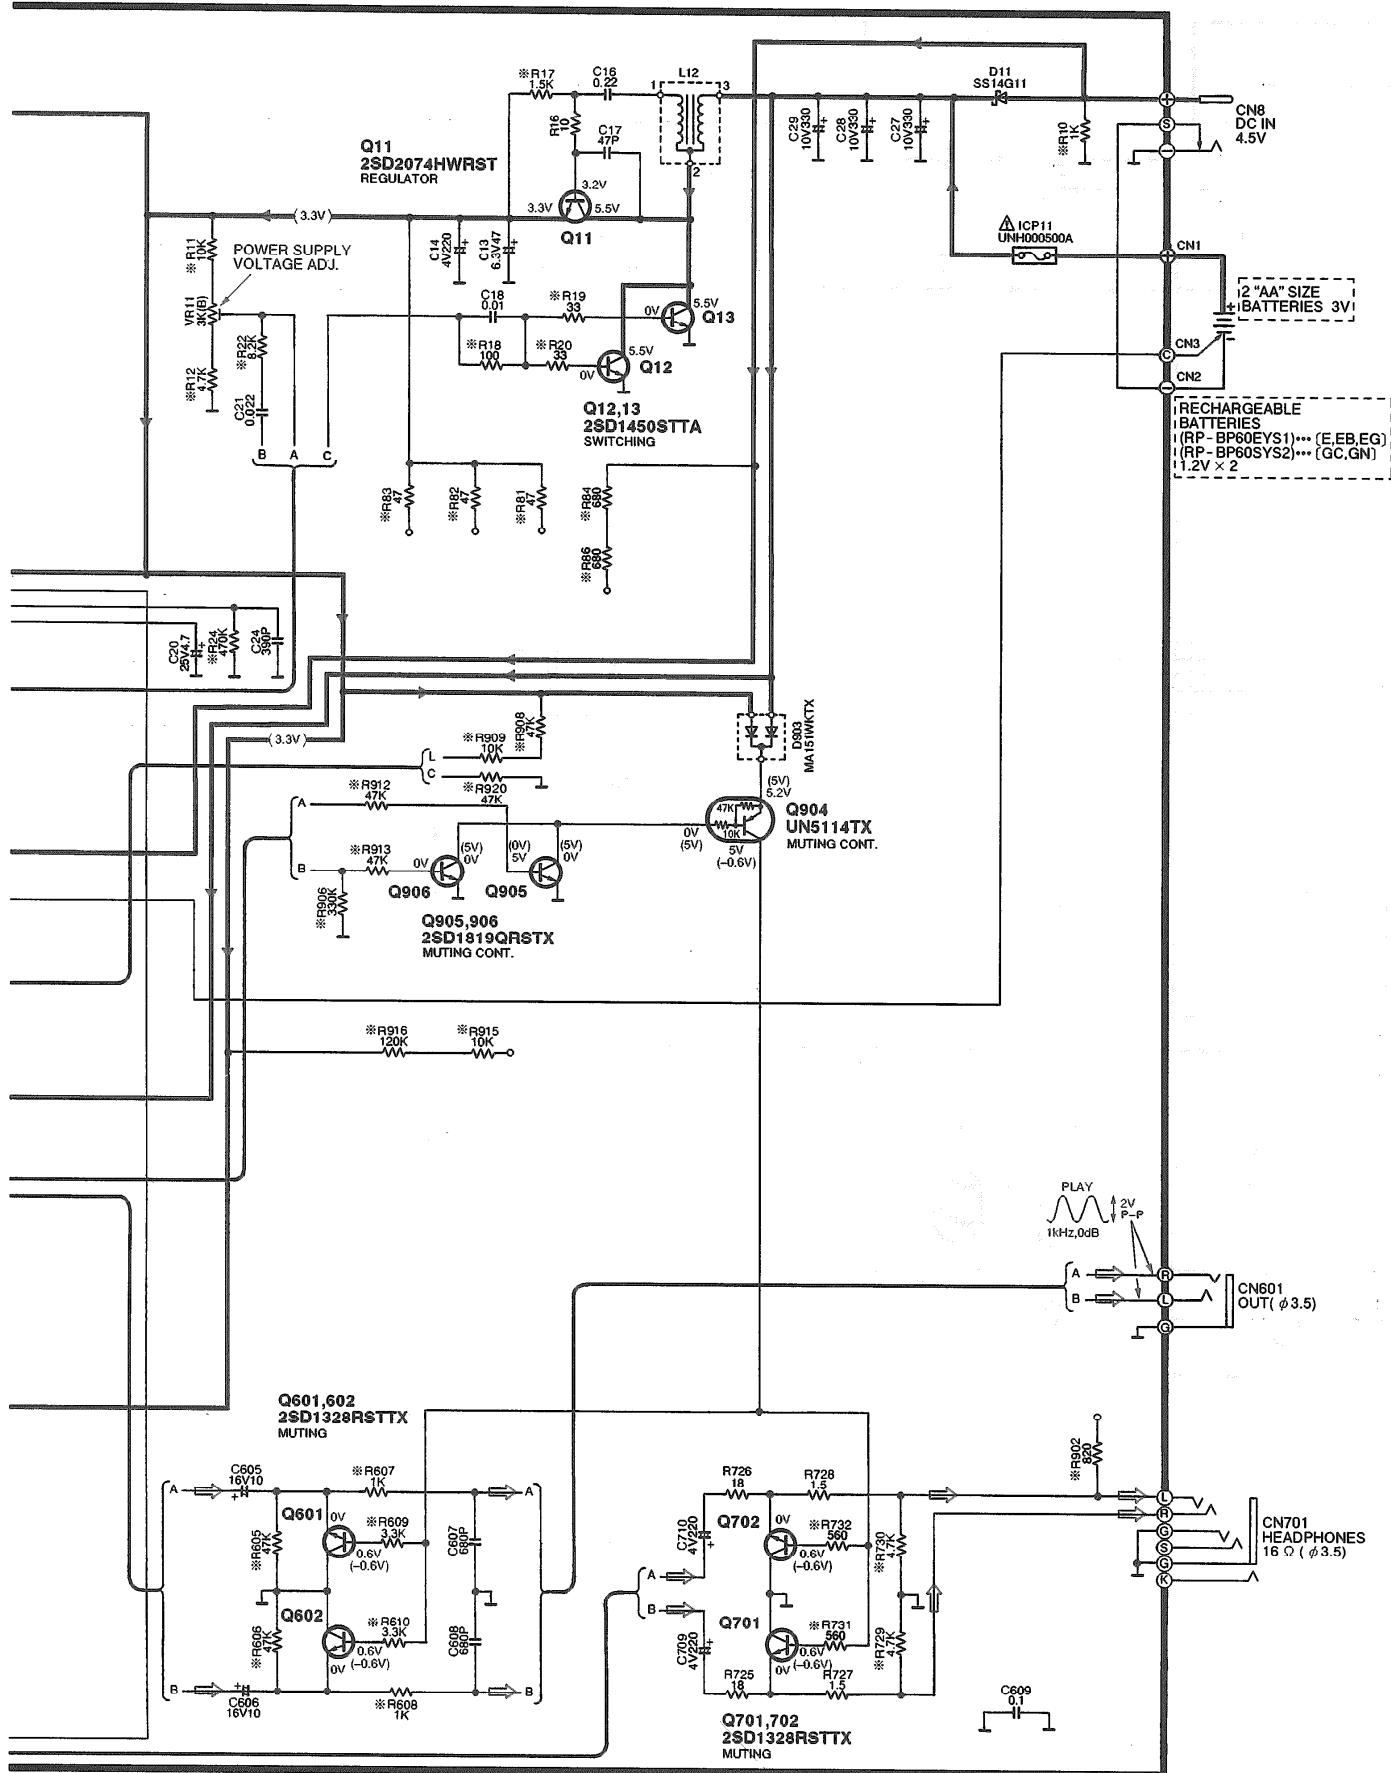 ※R17
1.5K
C16
0.22
L12
1
3
2
R16
10
C17
47P
D11
SS14G11
C29
10V330
C28
10V330
C27
10V330
※R10
1K
CN8
DC IN
4.5V
+
S
−
Q11
2SD2074HWRST
REGULATOR
3.2V
3.3V
5.5V
Q11
(3.3V)
※R11
10K
POWER SUPPLY
VOLTAGE ADJ.
VR11
3K(B)
※R12
4.7K
※R22
8.2K
C21
0.022
B A C
C14
4V220
C13
6.3V47
C18
0.01
※R19
33
※R18
100
※R20
33
0V
5.5V
Q13
5.5V
0V
Q12
Q12,13
2SD1450STTA
SWITCHING
⚠ ICP11
UNH000500A
CN1
+
2 "AA" SIZE
BATTERIES 3V
+
−
CN3
C
CN2
−
RECHARGEABLE
BATTERIES
(RP-BP60EYS1)··· [E,EB,EG]
(RP-BP60SYS2)··· [GC,GN]
1.2V × 2
※R83
47
※R82
47
※R81
47
※R84
680
※R86
680
C20
25V4.7
※R24
470K
C24
390P
(3.3V)
※R908
47K
L
※R909
10K
C
※R920
47K
D903
MA151WKTX
(5V)
5.2V
47K
10K
Q904
UN5114TX
MUTING CONT.
0V
(5V)
5V
(−0.6V)
A
※R912
47K
B
※R913
47K
※R906
330K
0V
(5V)
0V
Q906
(0V)
5V
(5V)
0V
Q905
Q905,906
2SD1819QRSTX
MUTING CONT.
※R916
120K
※R915
10K
PLAY
2V
P-P
1kHz,0dB
A
B
R
L
G
CN601
OUT( φ3.5)
Q601,602
2SD1328RSTTX
MUTING
A
C605
16V10
+
※R607
1K
A
※R605
47K
Q601
0V
0.6V
(−0.6V)
※R609
3.3K
C607
680P
Q602
※R606
47K
0V
0.6V
(−0.6V)
※R610
3.3K
C608
680P
B
+
C606
16V10
※R608
1K
B
R726
18
R728
1.5
C710
4V220
+
Q702
0V
0.6V
(−0.6V)
※R732
560
※R730
4.7K
A
B
C709
4V220
+
Q701
0V
0.6V
(−0.6V)
※R731
560
※R729
4.7K
R725
18
R727
1.5
Q701,702
2SD1328RSTTX
MUTING
※R902
820
L
R
G
S
G
K
CN701
HEADPHONES
16 Ω ( φ3.5)
C609
0.1